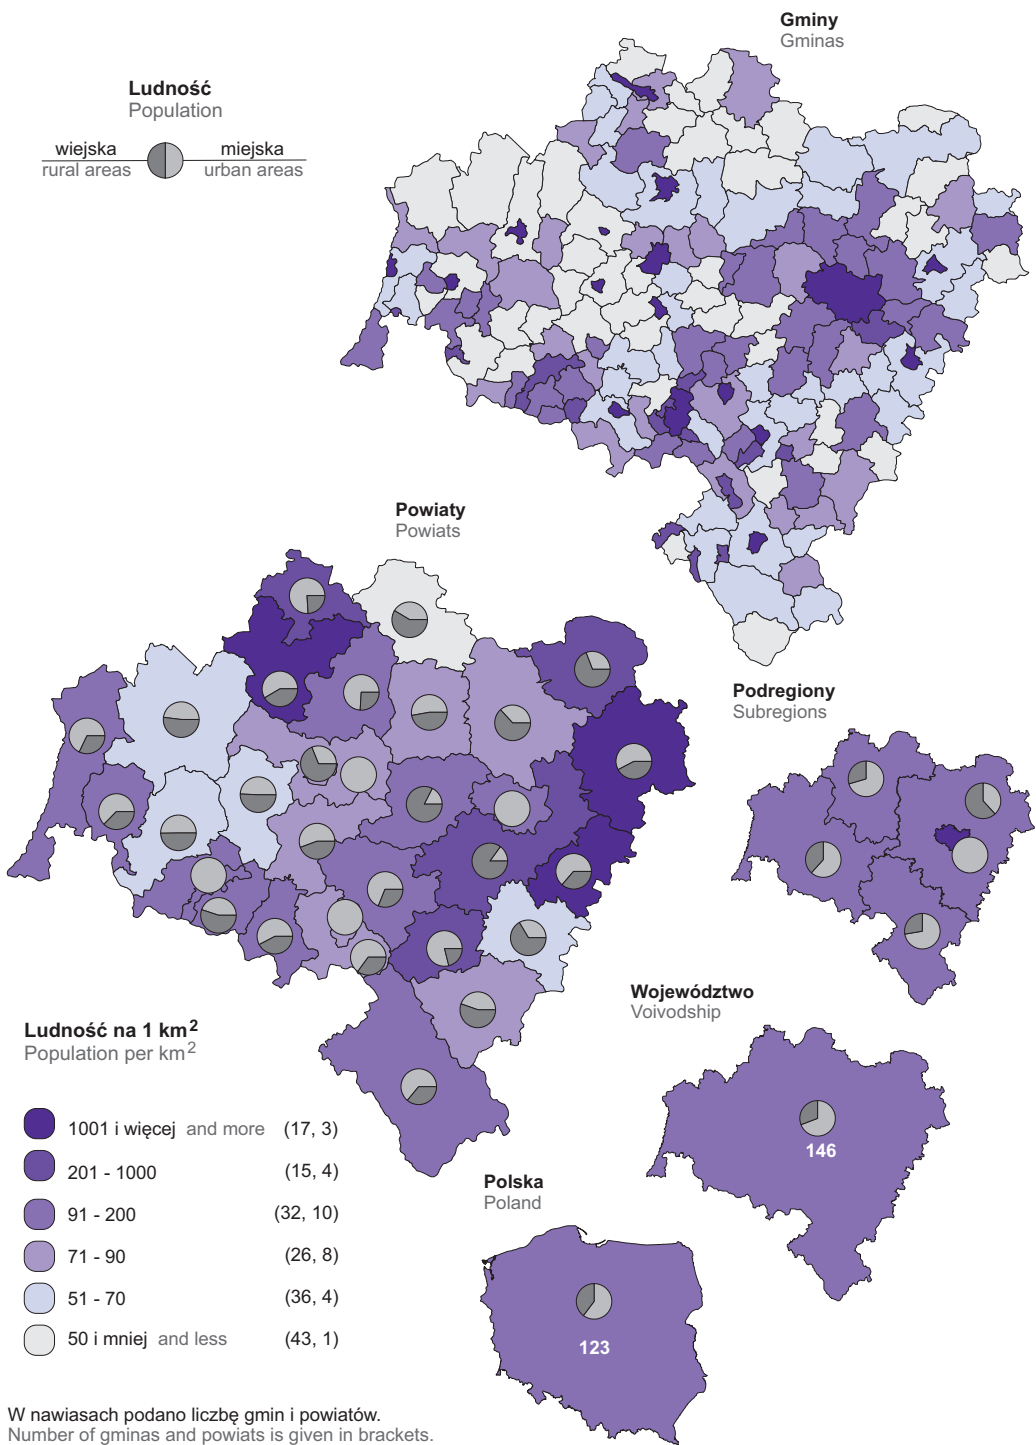 Gminy
Gminas
Ludność
Population
wiejska miejska
rural areas urban areas
Powiaty
Powiats
Podregiony
Subregions
Województwo
Voivodship
146
Ludność na 1 km²
Population per km²
1001 i więcej and more (17, 3)
201 - 1000 (15, 4)
91 - 200 (32, 10)
71 - 90 (26, 8)
51 - 70 (36, 4)
50 i mniej and less (43, 1)
Polska
Poland
123
W nawiasach podano liczbę gmin i powiatów.
Number of gminas and powiats is given in brackets.